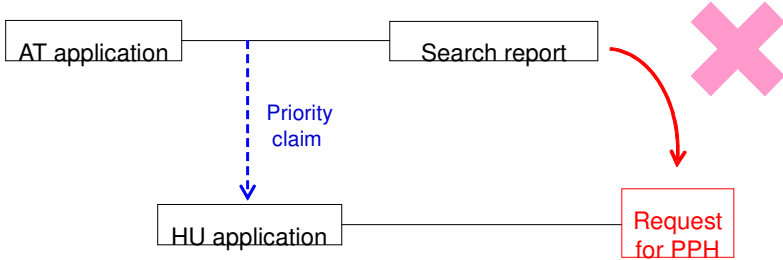 AT application
Search report
Priority
claim
HU application
Request
for PPH